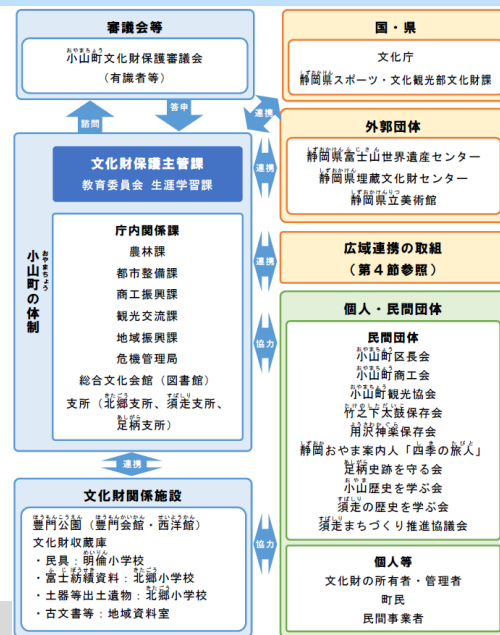 審議会等
小山町文化財保護審議会
（有識者等）
諮問
答申
連携
国・県
文化庁
静岡県スポーツ・文化観光部文化財課
外郭団体
静岡県富士山世界遺産センター
静岡県埋蔵文化財センター
静岡県立美術館
連携
小山町の体制
文化財保護主管課
教育委員会 生涯学習課
庁内関係課
農林課
都市整備課
商工振興課
観光交流課
地域振興課
危機管理局
総合文化会館（図書館）
支所（北郷支所、須走支所、
足柄支所）
連携
広域連携の取組
（第４節参照）
協力
個人・民間団体
民間団体
小山町区長会
小山町商工会
小山町観光協会
竹之下太鼓保存会
用沢神楽保存会
静岡おやま案内人「四季の旅人」
足柄史跡を守る会
小山歴史を学ぶ会
須走の歴史を学ぶ会
須走まちづくり推進協議会
個人等
文化財の所有者・管理者
町民
民間事業者
連携
文化財関係施設
豊門公園（豊門会館・西洋館）
文化財収蔵庫
・民具：明倫小学校
・富士紡績資料：北郷小学校
・土器等出土遺物：北郷小学校
・古文書等：地域資料室
協力